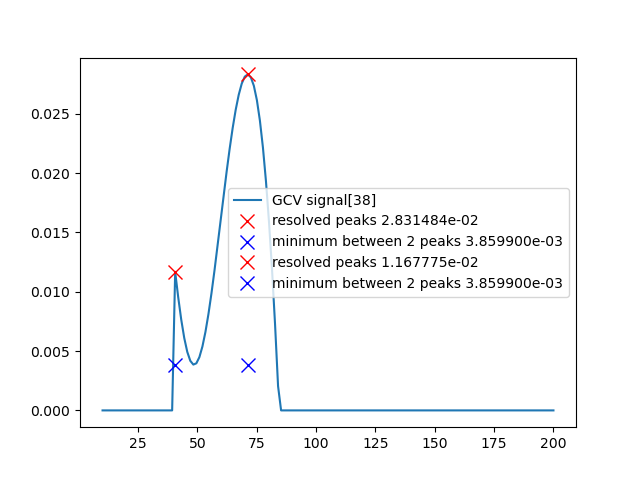 0.025
0.020
0.015
0.010
0.005
0.000
GCV signal[38]
resolved peaks 2.831484e-02
minimum between 2 peaks 3.859900e-03
resolved peaks 1.167775e-02
minimum between 2 peaks 3.859900e-03
25 50 75 100 125 150 175 200